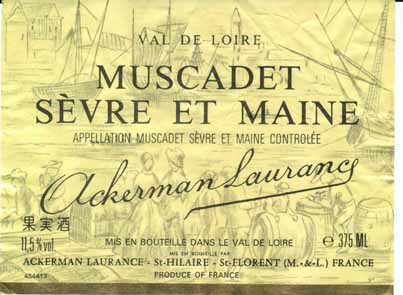 VAL DE LOIRE
MUSCADET
SÈVRE ET MAINE
APPELLATION MUSCADET SÈVRE ET MAINE CONTROLÉE
Ackerman Laurance
果実酒
11,5% vol.
MIS EN BOUTEILLE DANS LE VAL DE LOIRE
℮ 375 ML
MIS EN BOUTEILLE PAR
ACKERMAN LAURANCE - St-HILAIRE - St-FLORENT (M.-&-L.) FRANCE
454417
PRODUCE OF FRANCE